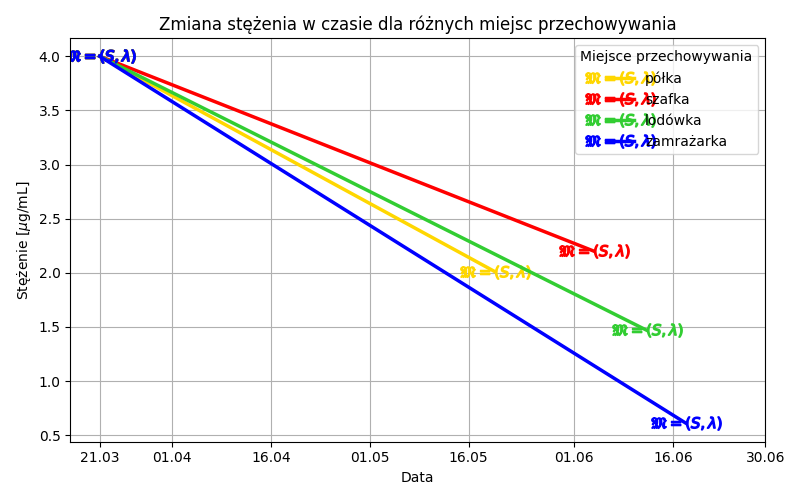 Zmiana stężenia w czasie dla różnych miejsc przechowywania
Stężenie [μg/mL]
4.0
3.5
3.0
2.5
2.0
1.5
1.0
0.5
𝕽 = (S, λ)
Miejsce przechowywania
𝕽 = (S, λ) półka
𝕽 = (S, λ) szafka
𝕽 = (S, λ) lodówka
𝕽 = (S, λ) zamrażarka
𝕽 = (S, λ)
𝕽 = (S, λ)
𝕽 = (S, λ)
𝕽 = (S, λ)
21.03 01.04 16.04 01.05 16.05 01.06 16.06 30.06
Data